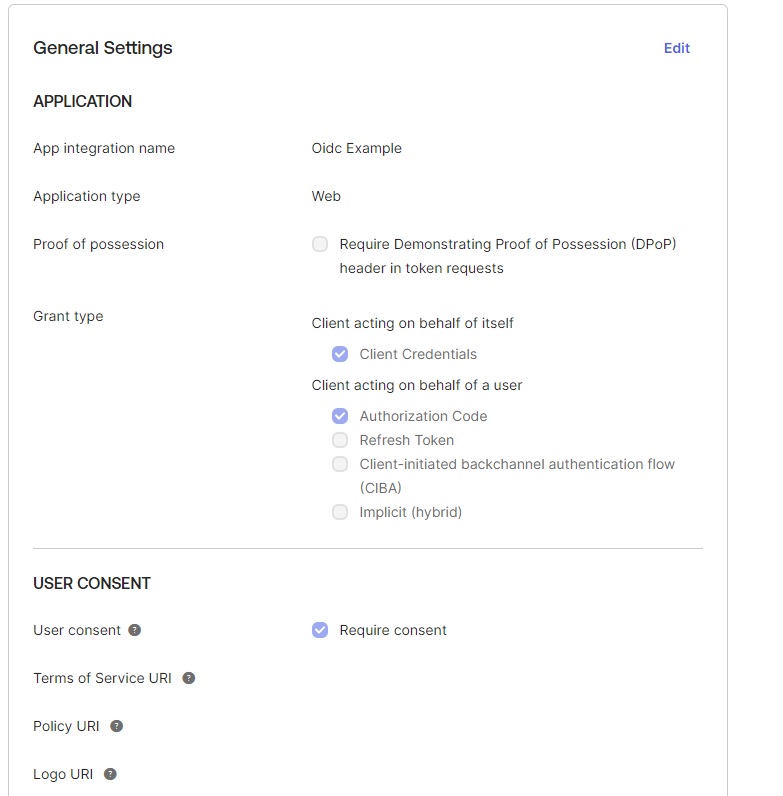 General Settings
Edit
APPLICATION
App integration name
Oidc Example
Application type
Web
Proof of possession
Require Demonstrating Proof of Possession (DPoP)
header in token requests
Grant type
Client acting on behalf of itself
Client Credentials
Client acting on behalf of a user
Authorization Code
Refresh Token
Client-initiated backchannel authentication flow
(CIBA)
Implicit (hybrid)
USER CONSENT
User consent ?
Require consent
Terms of Service URI ?
Policy URI ?
Logo URI ?